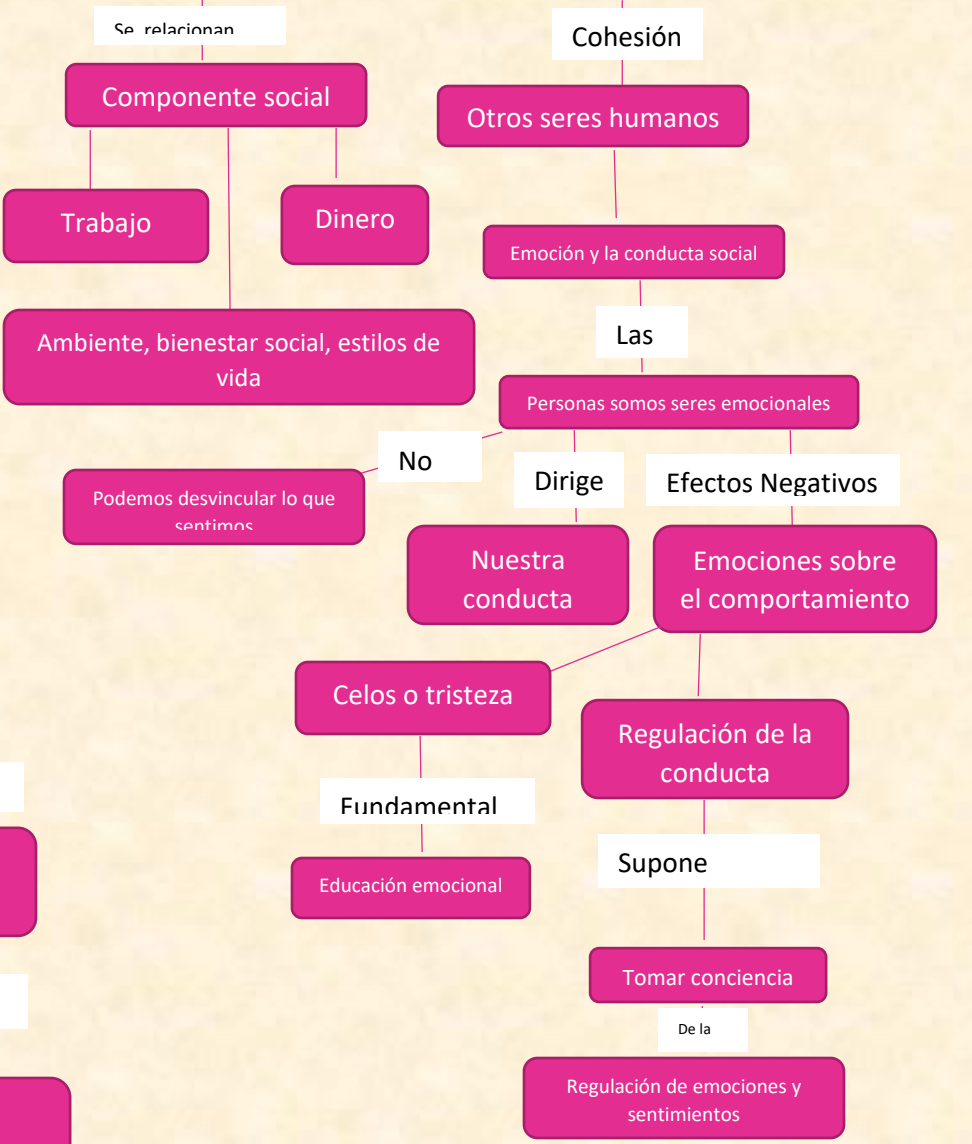 Se relacionan
Componente social
Trabajo
Dinero
Ambiente, bienestar social, estilos de
vida
Cohesión
Otros seres humanos
Emoción y la conducta social
Las
Personas somos seres emocionales
No
Podemos desvincular lo que
sentimos
Dirige
Nuestra
conducta
Efectos Negativos
Emociones sobre
el comportamiento
Celos o tristeza
Fundamental
Educación emocional
Regulación de la
conducta
Supone
Tomar conciencia
De la
Regulación de emociones y
sentimientos